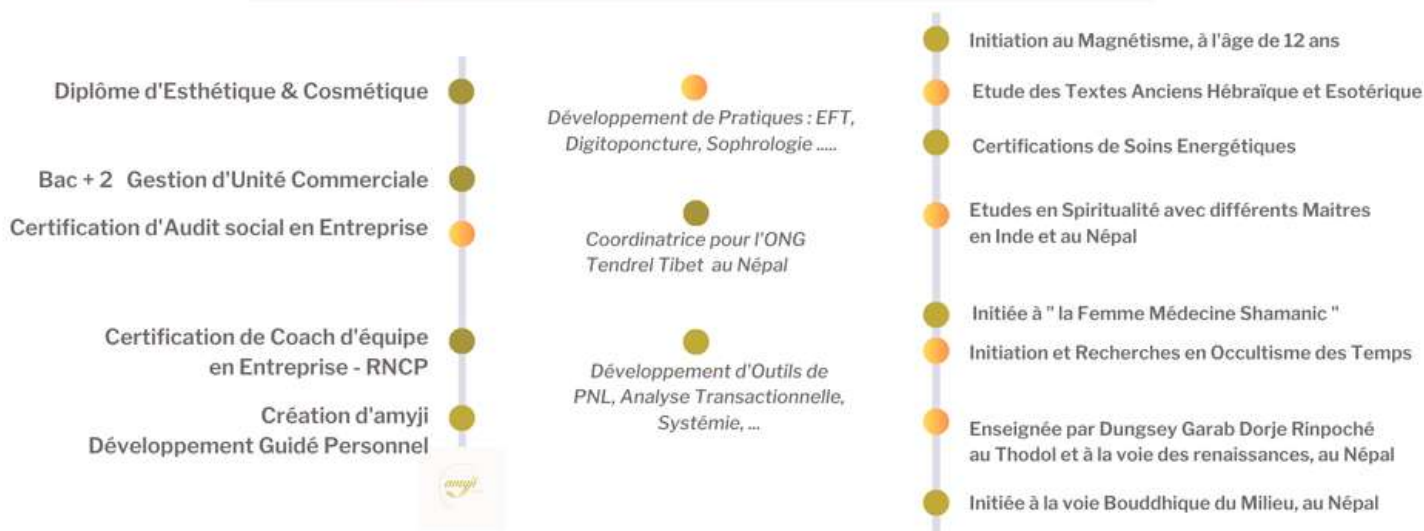 Diplôme d'Esthétique & Cosmétique
Bac + 2 Gestion d'Unité Commerciale
Certification d'Audit social en Entreprise
Certification de Coach d'équipe
en Entreprise - RNCP
Création d'amyji
Développement Guidé Personnel
amyji
Développement de Pratiques : EFT,
Digitoponcture, Sophrologie .....
Coordinatrice pour l'ONG
Tendrel Tibet au Népal
Développement d'Outils de
PNL, Analyse Transactionnelle,
Systémie, ...
Initiation au Magnétisme, à l'âge de 12 ans
Etude des Textes Anciens Hébraïque et Esotérique
Certifications de Soins Energétiques
Etudes en Spiritualité avec différents Maitres
en Inde et au Népal
Initiée à " la Femme Médecine Shamanic "
Initiation et Recherches en Occultisme des Temps
Enseignée par Dungsey Garab Dorje Rinpoché
au Thodol et à la voie des renaissances, au Népal
Initiée à la voie Bouddhique du Milieu, au Népal